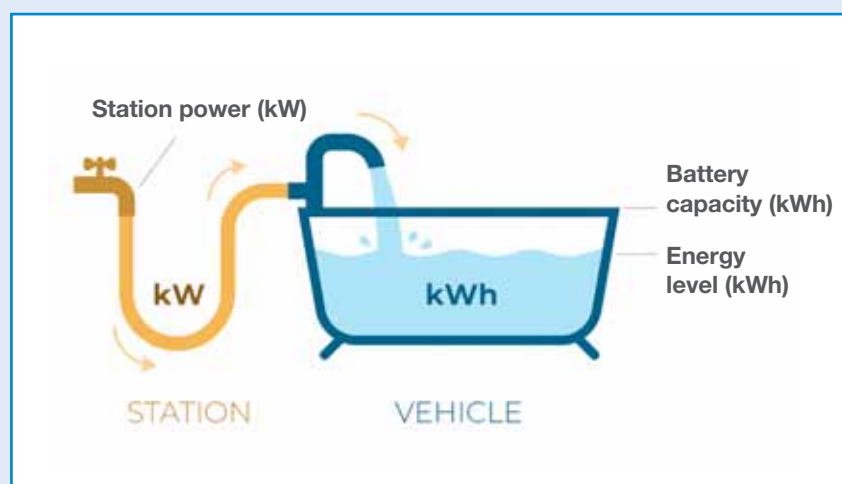 Station power (kW)
Battery
capacity (kWh)
Energy
level (kWh)
kW
kWh
STATION
VEHICLE